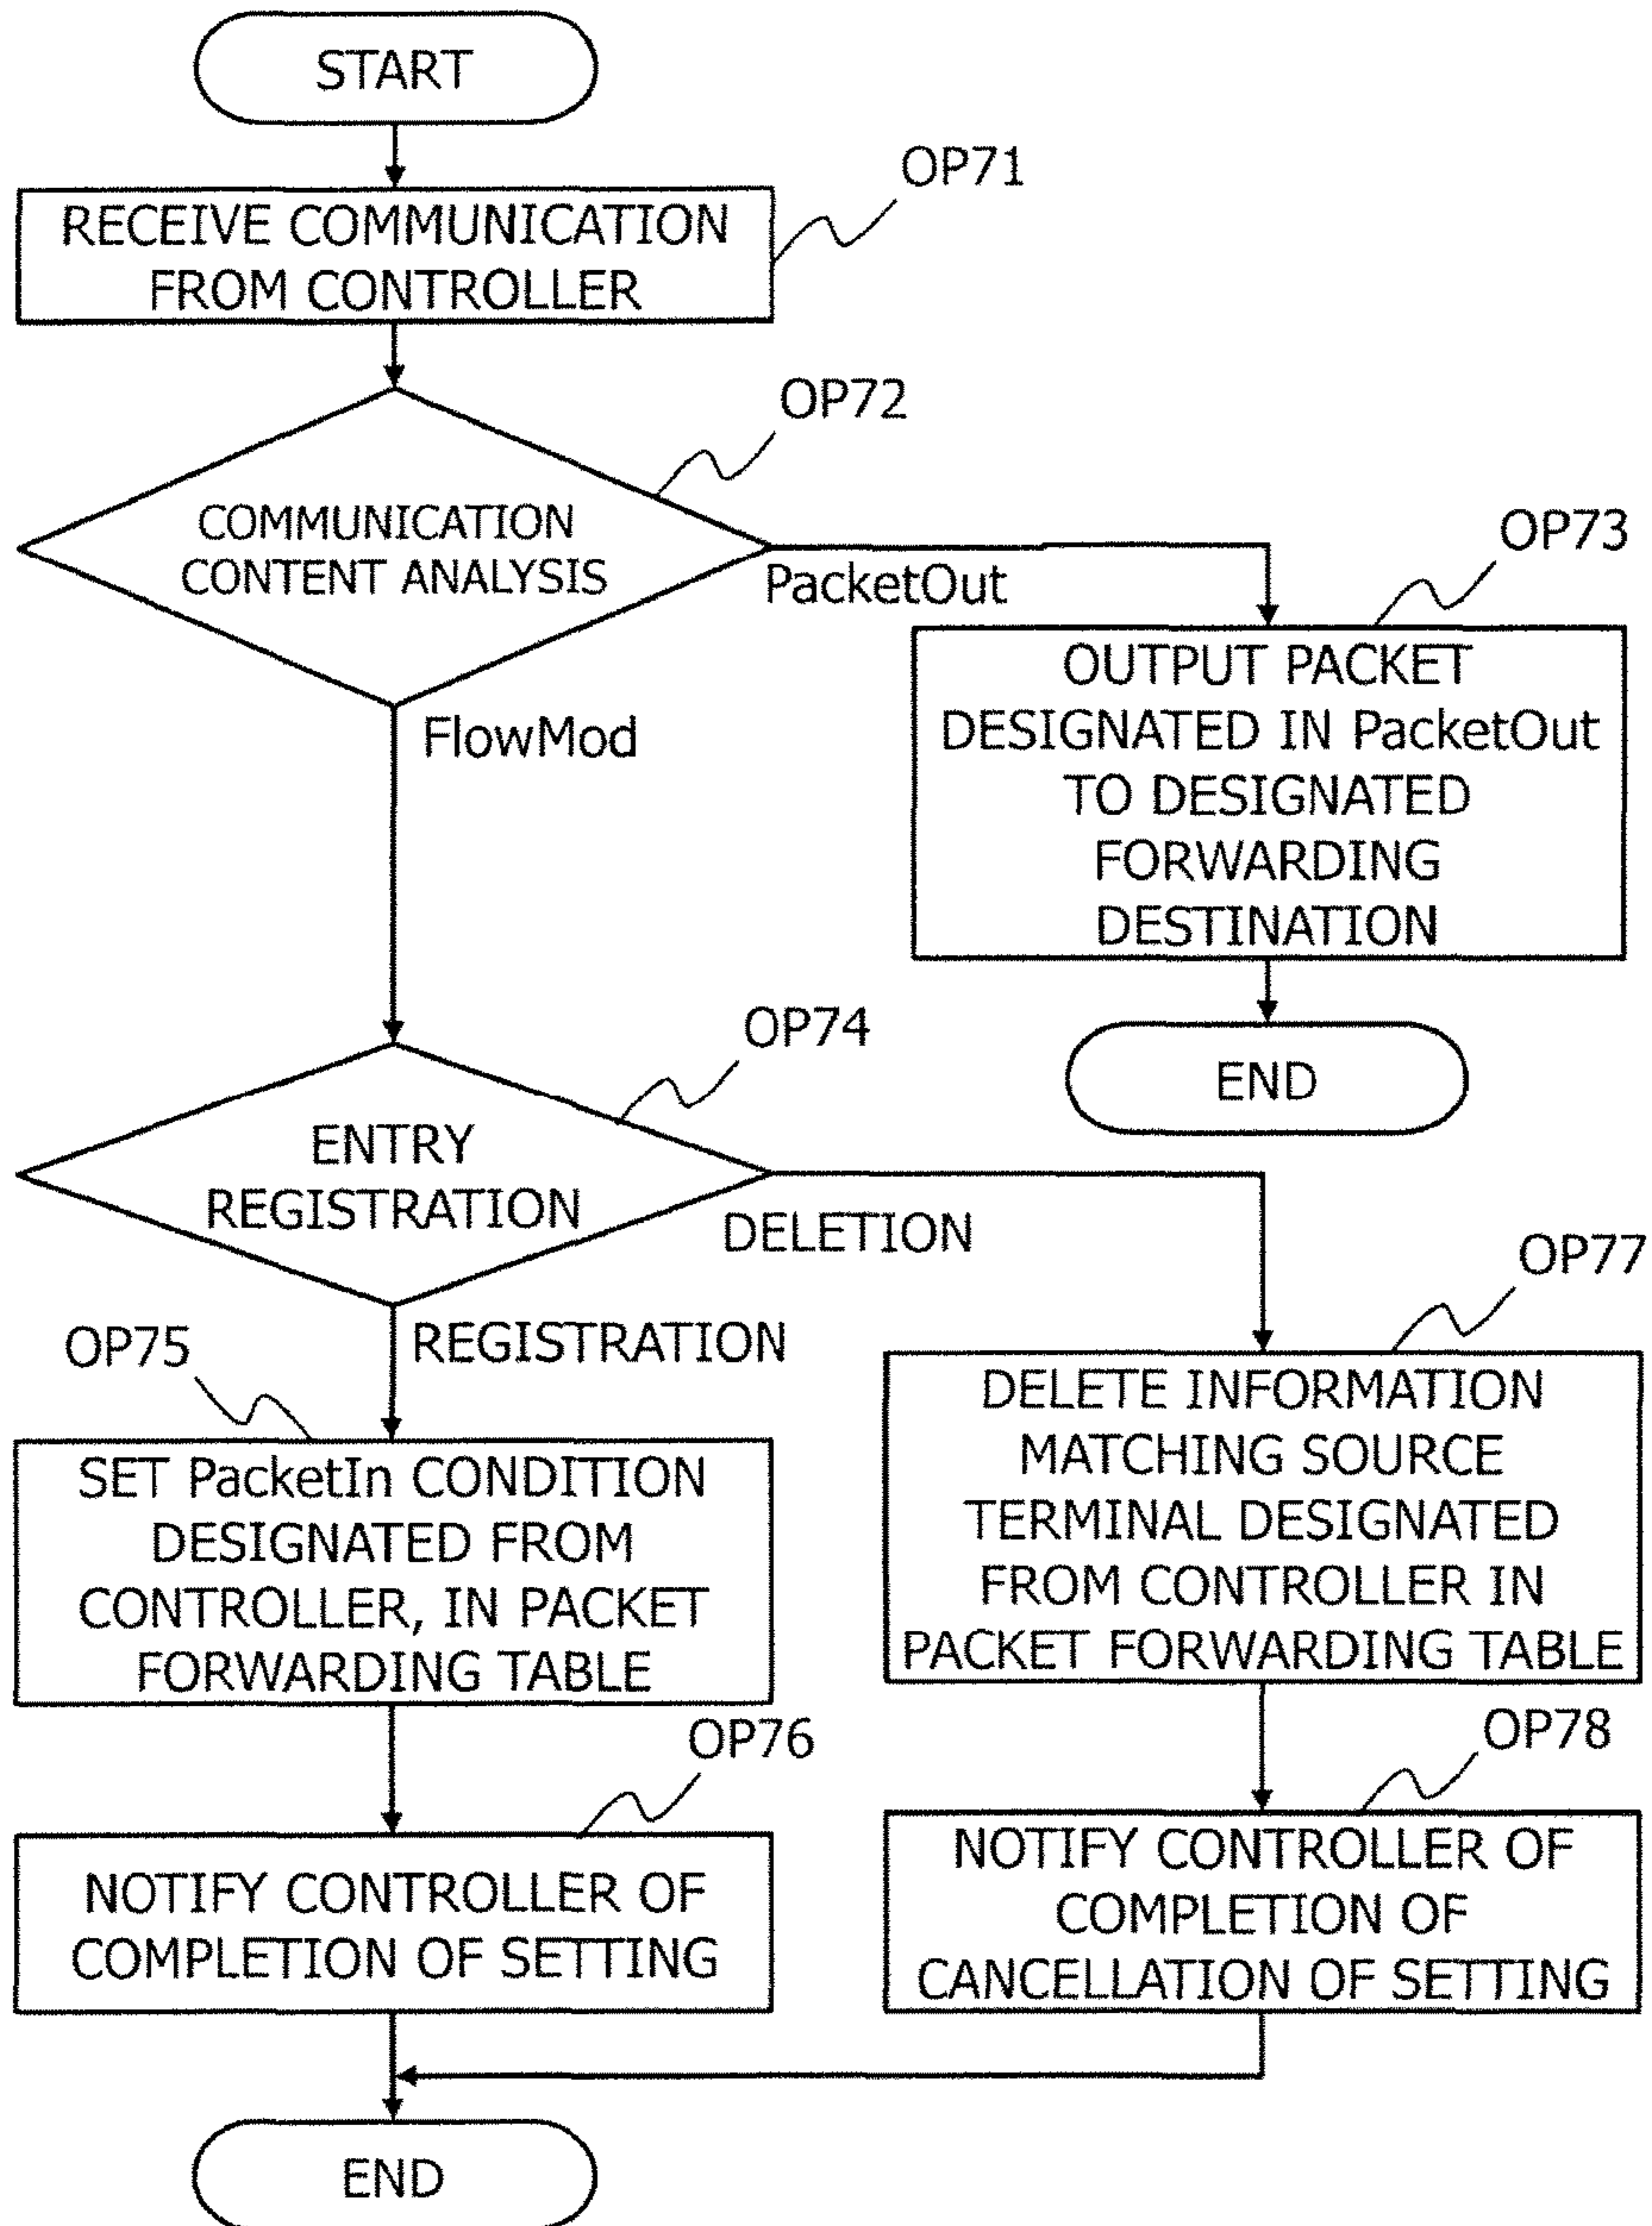 START
OP71
RECEIVE COMMUNICATION
FROM CONTROLLER
OP72
COMMUNICATION
CONTENT ANALYSIS
PacketOut
FlowMod
OP73
OUTPUT PACKET
DESIGNATED IN PacketOut
TO DESIGNATED
FORWARDING
DESTINATION
END
OP74
ENTRY
REGISTRATION
DELETION
REGISTRATION
OP75
SET PacketIn CONDITION
DESIGNATED FROM
CONTROLLER, IN PACKET
FORWARDING TABLE
OP76
NOTIFY CONTROLLER OF
COMPLETION OF SETTING
OP77
DELETE INFORMATION
MATCHING SOURCE
TERMINAL DESIGNATED
FROM CONTROLLER IN
PACKET FORWARDING TABLE
OP78
NOTIFY CONTROLLER OF
COMPLETION OF
CANCELLATION OF SETTING
END